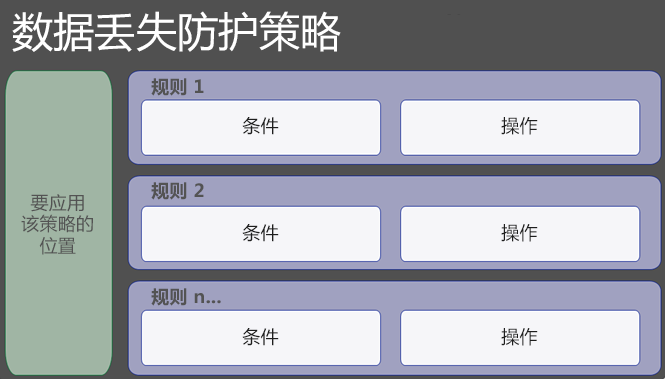 数据丢失防护策略
要应用
该策略的
位置
规则 1
条件
操作
规则 2
条件
操作
规则 n...
条件
操作